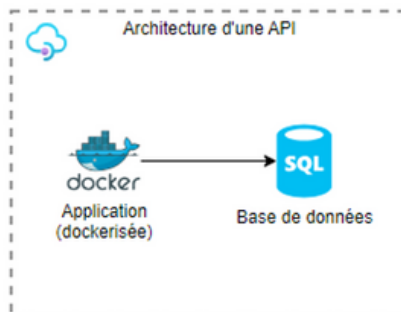 Architecture d'une API
SQL
docker
Application
(dockerisée)
Base de données